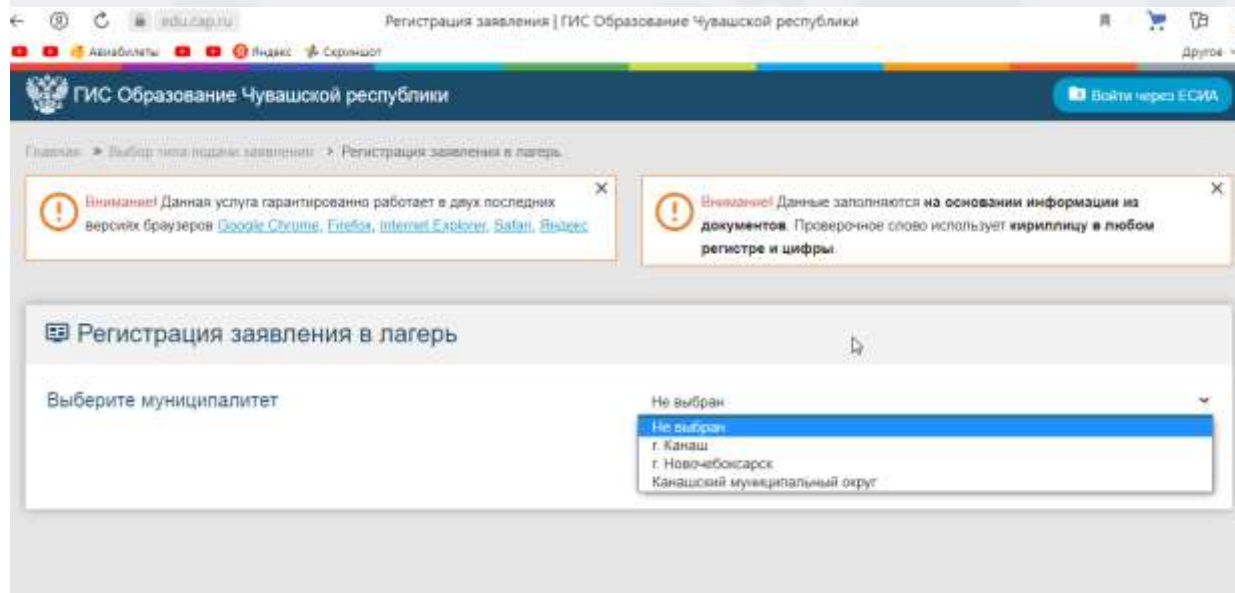 edu.cap.ru Регистрация заявления | ГИС Образование Чувашской республики
Авиабилеты Яндекс Скриншот Другое
ГИС Образование Чувашской республики Войти через ЕСИА
Главная Выбор типа подачи заявления Регистрация заявления в лагерь
Внимание! Данная услуга гарантированно работает в двух последних
версиях браузеров Google Chrome, Firefox, Internet Explorer, Safari, Яндекс
Внимание! Данные заполняются на основании информации из
документов. Проверочное слово использует кириллицу в любом
регистре и цифры.
Регистрация заявления в лагерь
Выберите муниципалитет Не выбран
Не выбран
г. Канаш
г. Новочебоксарск
Канашский муниципальный округ